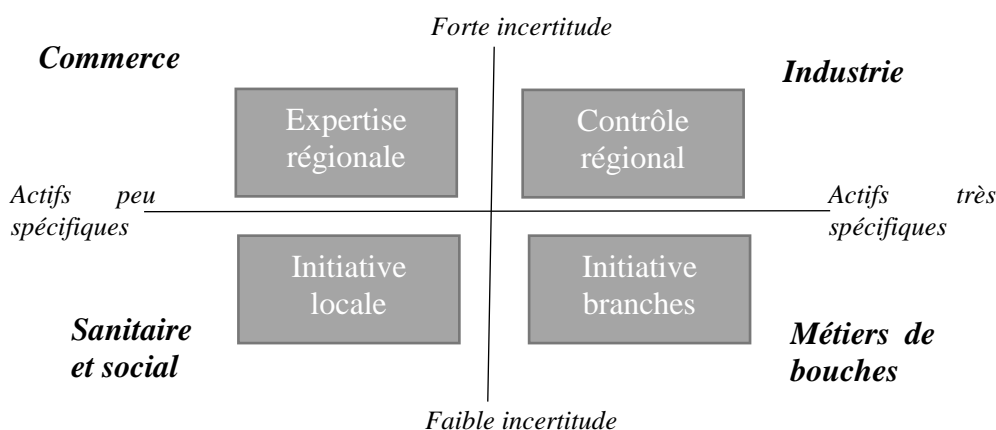 Forte incertitude
Commerce
Industrie
Expertise
régionale
Contrôle
régional
Actifs peu
spécifiques
Actifs très
spécifiques
Initiative
locale
Initiative
branches
Sanitaire
et social
Métiers de
bouches
Faible incertitude